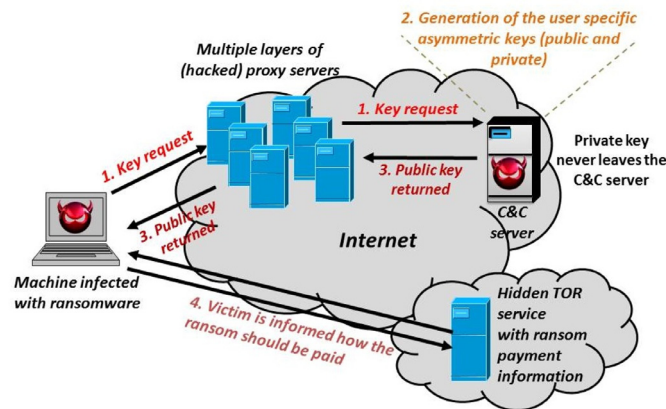 2. Generation of the user specific
asymmetric keys (public and
private)
Multiple layers of
(hacked) proxy servers
1. Key request
1. Key request
3. Public key
returned
Private key
never leaves the
C&C server
C&C
server
3. Public key
returned
Internet
Machine infected
with ransomware
4. Victim is informed how the
ransom should be paid
Hidden TOR
service
with ransom
payment
information